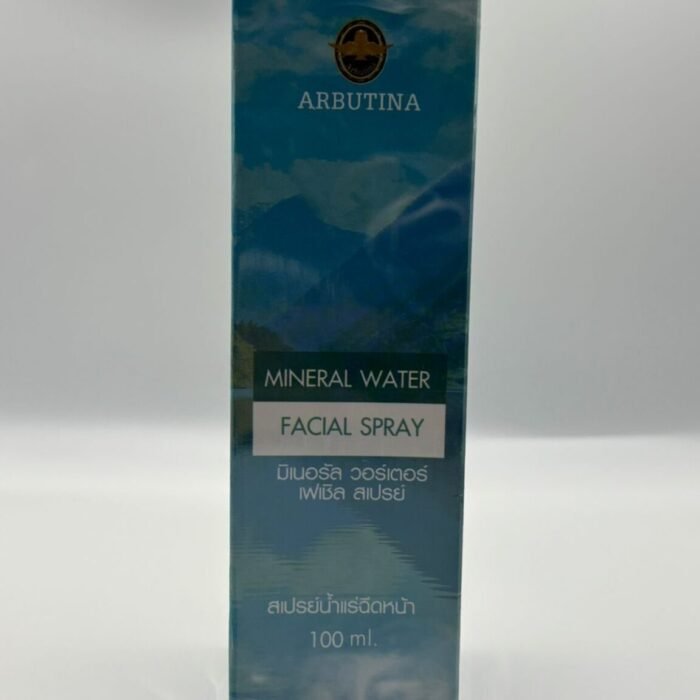 ARBUTINA
MINERAL WATER
FACIAL SPRAY
มิเนอรัล วอร์เตอร์
เฟเชิล สเปรย์
สเปรย์น้ำแร่ฉีดหน้า
100 ml.